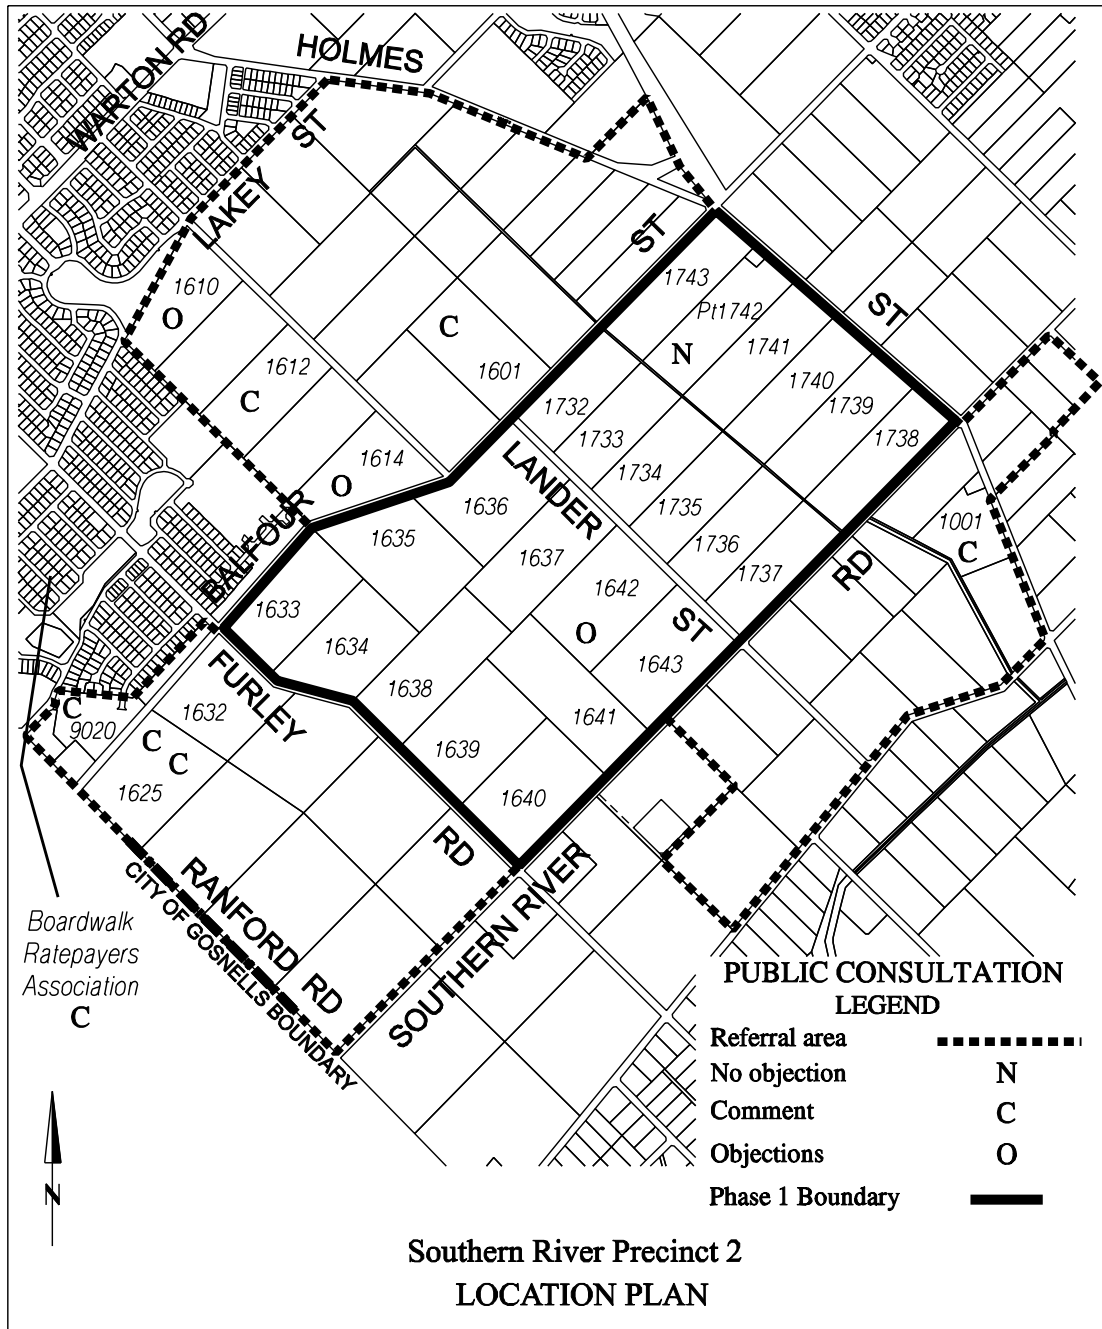 HOLMES
WARTON RD
ST
LAKEY
ST
1743
1610
O
Pt1742
ST
C
N
1741
1612
1601
1740
C
1732
1739
1733
1738
1614
LANDER
1734
O
1636
1735
BALFOUR
1635
1637
1736
1001
C
1642
1737
RD
1633
O
ST
1634
1643
FURLEY
1638
C
9020
1632
1641
C
C
1639
1625
1640
RD
RANFORD RD
CITY OF GOSNELLS BOUNDARY
SOUTHERN RIVER
Boardwalk
Ratepayers
Association
C
PUBLIC CONSULTATION
LEGEND
Referral area
No objection N
Comment C
Objections O
Phase 1 Boundary
N
Southern River Precinct 2
LOCATION PLAN